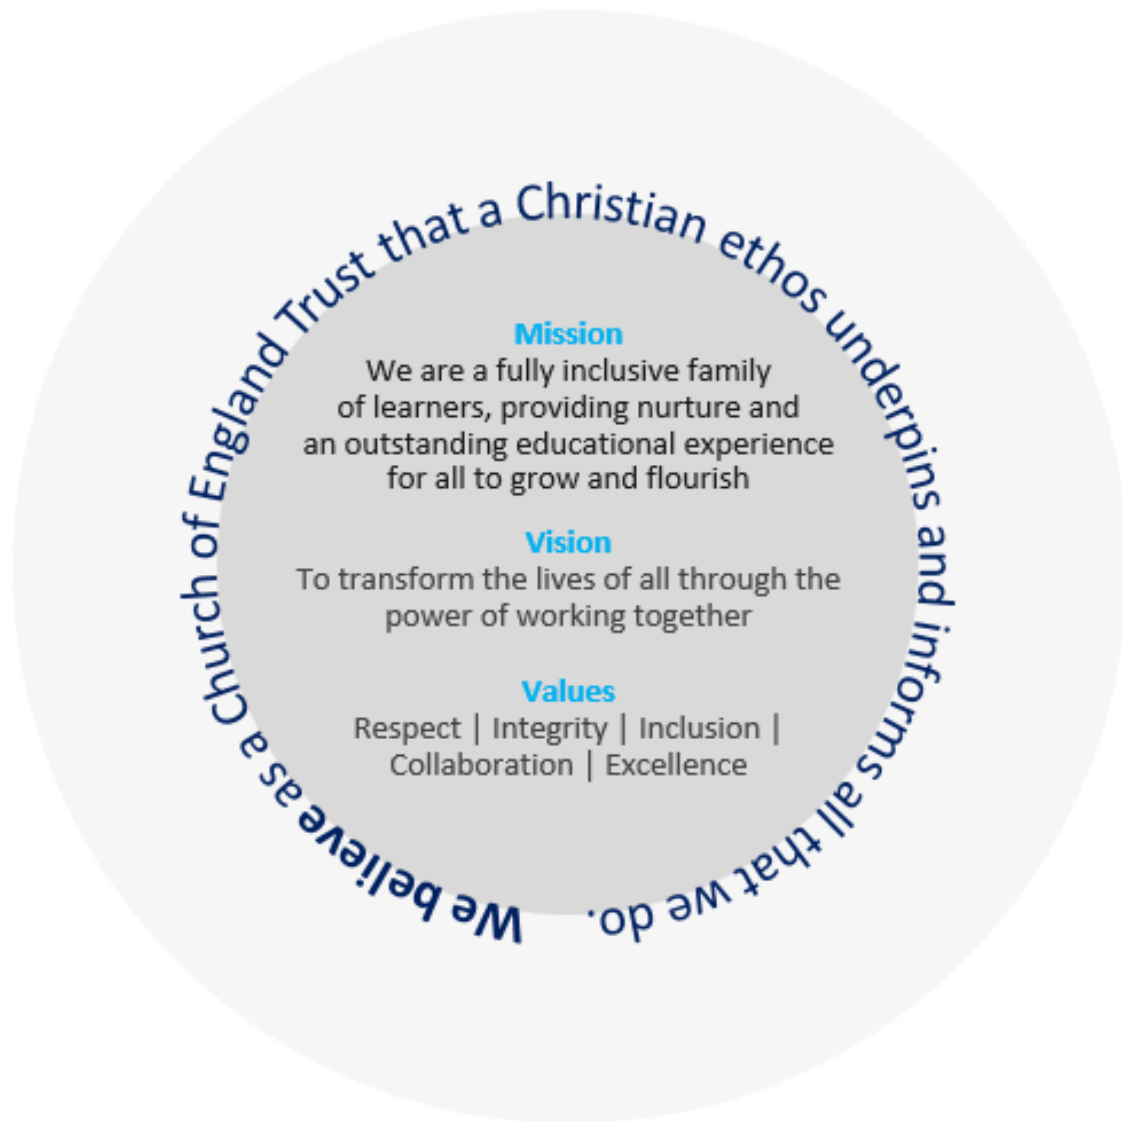 We believe as a Church of England Trust that a Christian ethos underpins and informs all that we do.
Mission
We are a fully inclusive family
of learners, providing nurture and
an outstanding educational experience
for all to grow and flourish
Vision
To transform the lives of all through the
power of working together
Values
Respect | Integrity | Inclusion |
Collaboration | Excellence